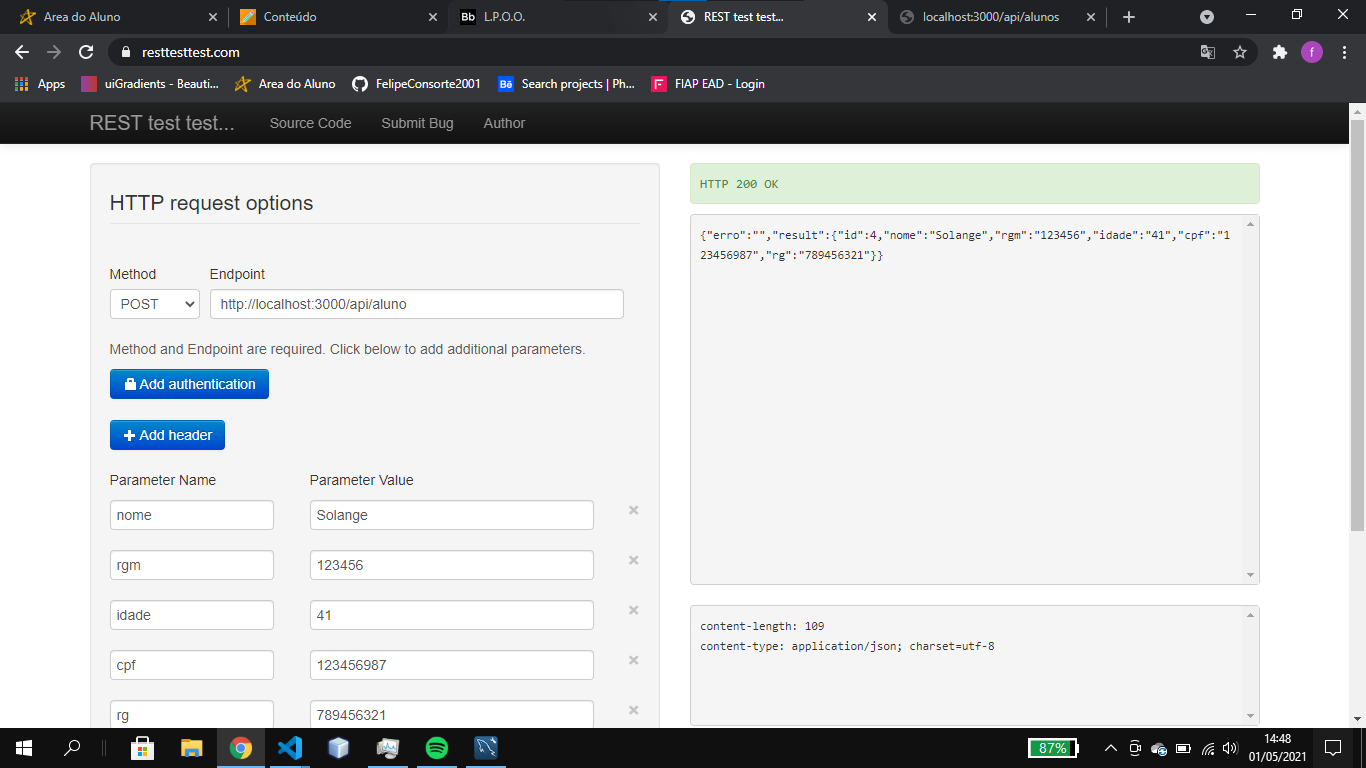 Area do Aluno
Conteúdo
Bb L.P.O.O.
REST test test...
localhost:3000/api/alunos
resttesttest.com
f
Apps
uiGradients - Beauti...
Area do Aluno
FelipeConsorte2001
Bē Search projects | Ph...
F FIAP EAD - Login
REST test test...
Source Code
Submit Bug
Author
HTTP request options
Method
Endpoint
POST
http://localhost:3000/api/aluno
Method and Endpoint are required. Click below to add additional parameters.
Add authentication
Add header
Parameter Name
Parameter Value
nome
Solange
rgm
123456
idade
41
cpf
123456987
rg
789456321
HTTP 200 OK
{"erro":"","result":{"id":4,"nome":"Solange","rgm":"123456","idade":"41","cpf":"1
23456987","rg":"789456321"}}
content-length: 109
content-type: application/json; charset=utf-8
87%
14:48
01/05/2021